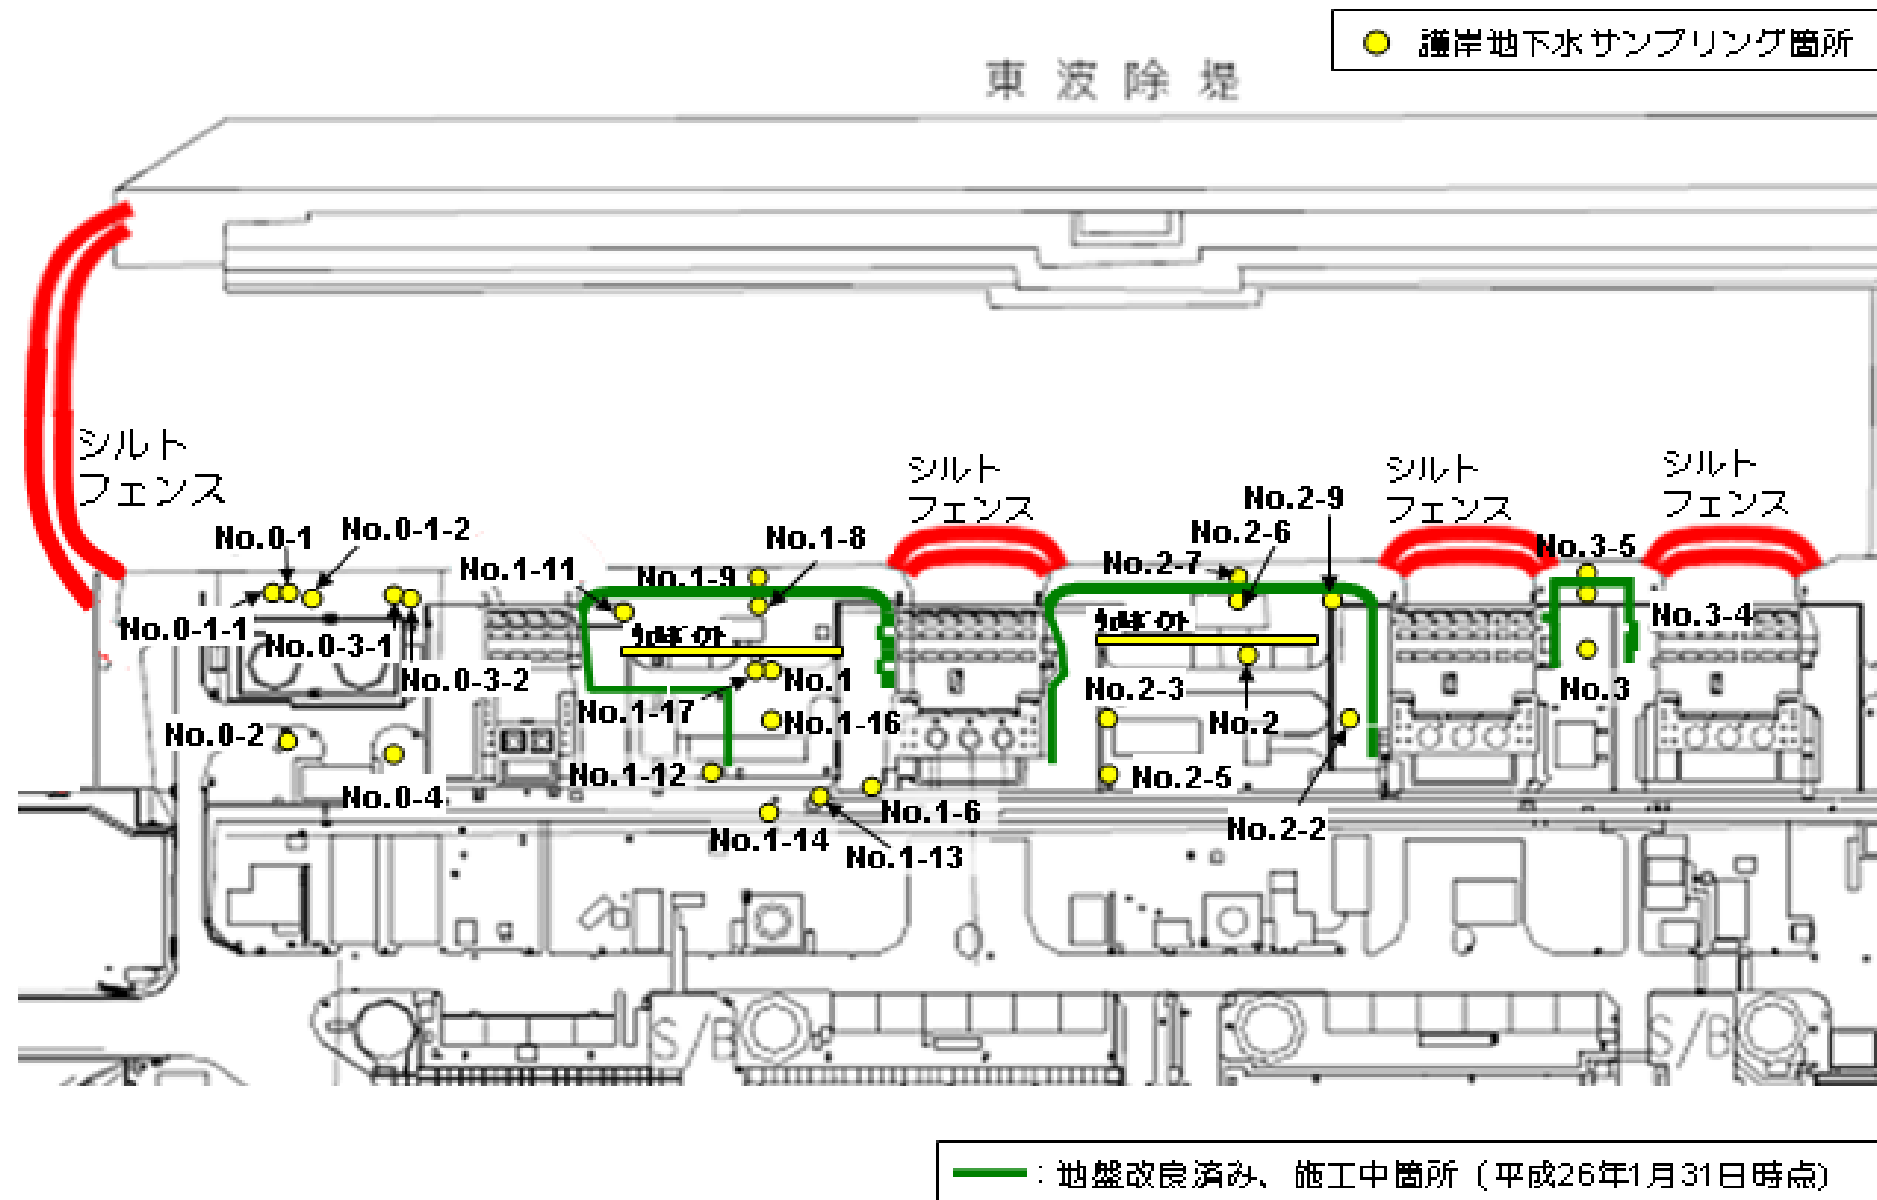 護岸地下水サンプリング箇所
東波除堤
シルト
フェンス
シルト
フェンス
シルト
フェンス
シルト
フェンス
No.0-1
No.0-1-2
No.1-11
No.1-9
No.1-8
No.2-7
No.2-6
No.2-9
No.3-5
No.0-1-1
No.0-3-1
No.0-3-2
No.3-4
No.1
No.1-17
No.1-16
No.2-3
No.2
No.3
No.0-2
No.0-4
No.1-12
No.1-6
No.1-14
No.1-13
No.2-5
No.2-2
S/B
S/B
：地盤改良済み、施工中箇所（平成26年1月31日時点）